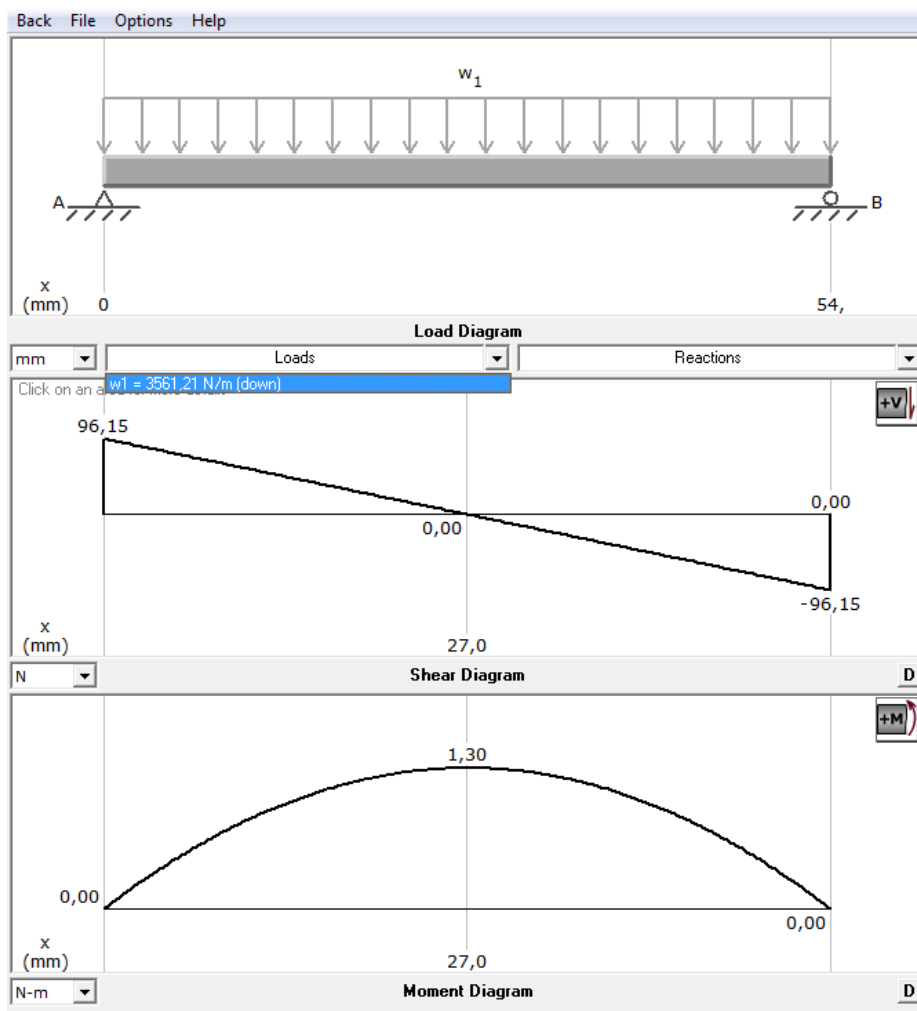 Back File Options Help
w1
A B
x
(mm) 0 54,
Load Diagram
mm Loads Reactions
w1 = 3561,21 N/m (down)
Click on an a
+V
96,15
0,00
0,00
-96,15
x
(mm) 27,0
N Shear Diagram D
+M
1,30
0,00
0,00
x
(mm) 27,0
N-m Moment Diagram D